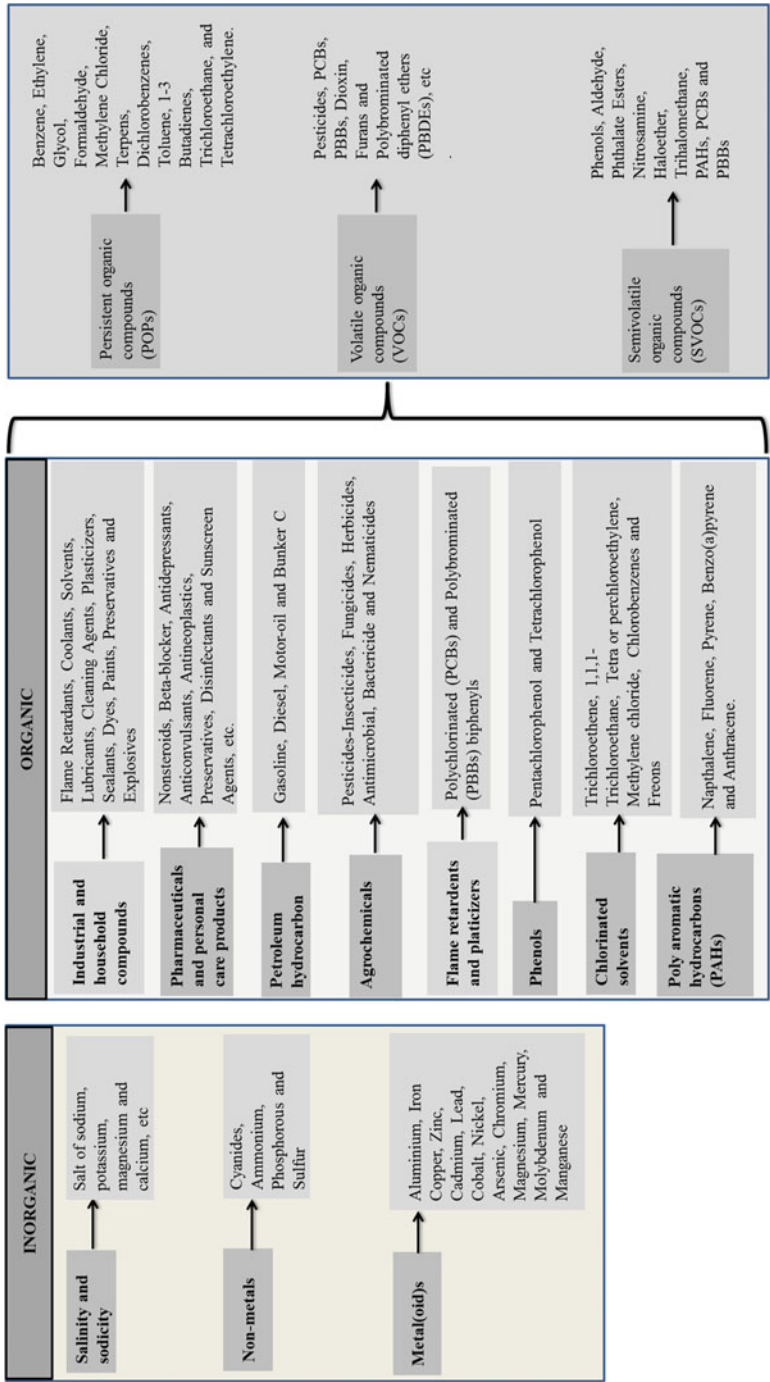 INORGANIC
Salinity and
sodicity
Salt of sodium,
potassium,
magnesium and
calcium, etc
Non-metals
Cyanides,
Ammonium,
Phosphorous and
Sulfur
Metal(oid)s
Aluminium, Iron
Copper, Zinc,
Cadmium, Lead,
Cobalt, Nickel,
Arsenic, Chromium,
Magnesium, Mercury,
Molybdenum and
Manganese
ORGANIC
Industrial and
household
compounds
Flame Retardants, Coolants, Solvents,
Lubricants, Cleaning Agents, Plasticizers,
Sealants, Dyes, Paints, Preservatives and
Explosives
Pharmaceuticals
and personal
care products
Nonsteroids, Beta-blocker, Antidepressants,
Anticonvulsants, Antineoplastics,
Preservatives, Disinfectants and Sunscreen
Agents, etc.
Petroleum
hydrocarbon
Gasoline, Diesel, Motor-oil and Bunker C
Agrochemicals
Pesticides-Insecticides, Fungicides, Herbicides,
Antimicrobial, Bactericide and Nematicides
Flame retardents
and platicizers
Polychlorinated (PCBs) and Polybrominated
(PBBs) biphenyls
Phenols
Pentachlorophenol and Tetrachlorophenol
Chlorinated
solvents
Trichloroethene, 1,1,1-
Trichloroethane, Tetra or perchloroethylene,
Methylene chloride, Chlorobenzenes and
Freons
Poly aromatic
hydrocarbons
(PAHs)
Napthalene, Fluorene, Pyrene, Benzo(a)pyrene
and Anthracene.
Persistent organic
compounds
(POPs)
Benzene, Ethylene,
Glycol,
Formaldehyde,
Methylene Chloride,
Terpens,
Dichlorobenzenes,
Toluene, 1-3
Butadienes,
Trichloroethane, and
Tetrachloroethylene.
Volatile organic
compounds
(VOCs)
Pesticides, PCBs,
PBBs, Dioxin,
Furans and
Polybrominated
diphenyl ethers
(PBDEs), etc
.
Semivolatile
organic
compounds
(SVOCs)
Phenols, Aldehyde,
Phthalate Esters,
Nitrosamine,
Haloether,
Trihalomethane,
PAHs, PCBs and
PBBs